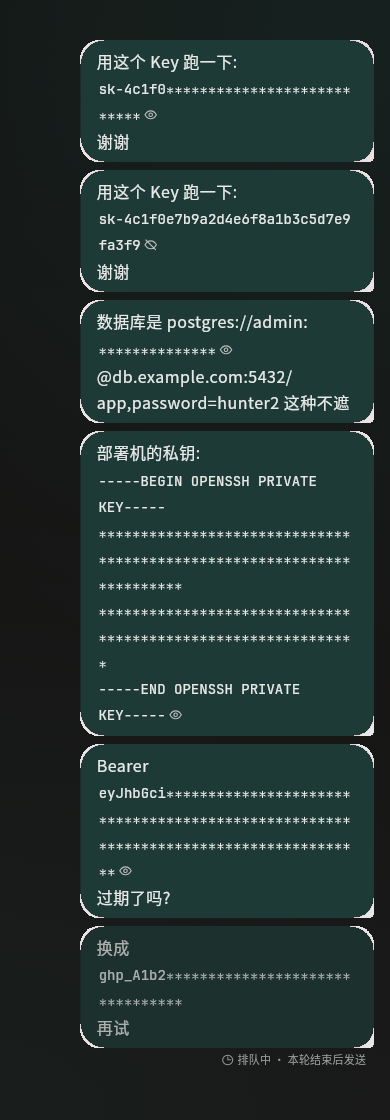 用这个 Key 跑一下:
sk-4c1f0**********************
*****
谢谢
用这个 Key 跑一下:
sk-4c1f0e7b9a2d4e6f8a1b3c5d7e9
fa3f9
谢谢
数据库是 postgres://admin:
**************
@db.example.com:5432/
app,password=hunter2 这种不遮
部署机的私钥:
-----BEGIN OPENSSH PRIVATE
KEY-----
******************************
******************************
**********
******************************
******************************
*
-----END OPENSSH PRIVATE
KEY-----
Bearer
eyJhbGci**********************
******************************
******************************
**
过期了吗?
换成
ghp_A1b2**********************
**********
再试
排队中 · 本轮结束后发送